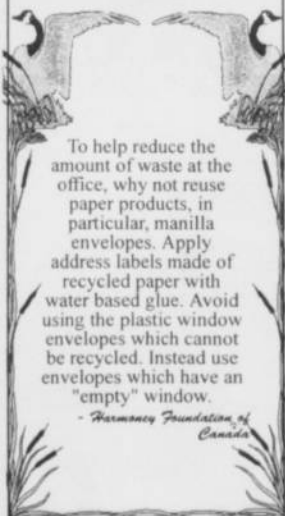 To help reduce the
amount of waste at the
office, why not reuse
paper products, in
particular, manilla
envelopes. Apply
address labels made of
recycled paper with
water based glue. Avoid
using the plastic window
envelopes which cannot
be recycled. Instead use
envelopes which have an
"empty" window.
- Harmoney Foundation of
Canada